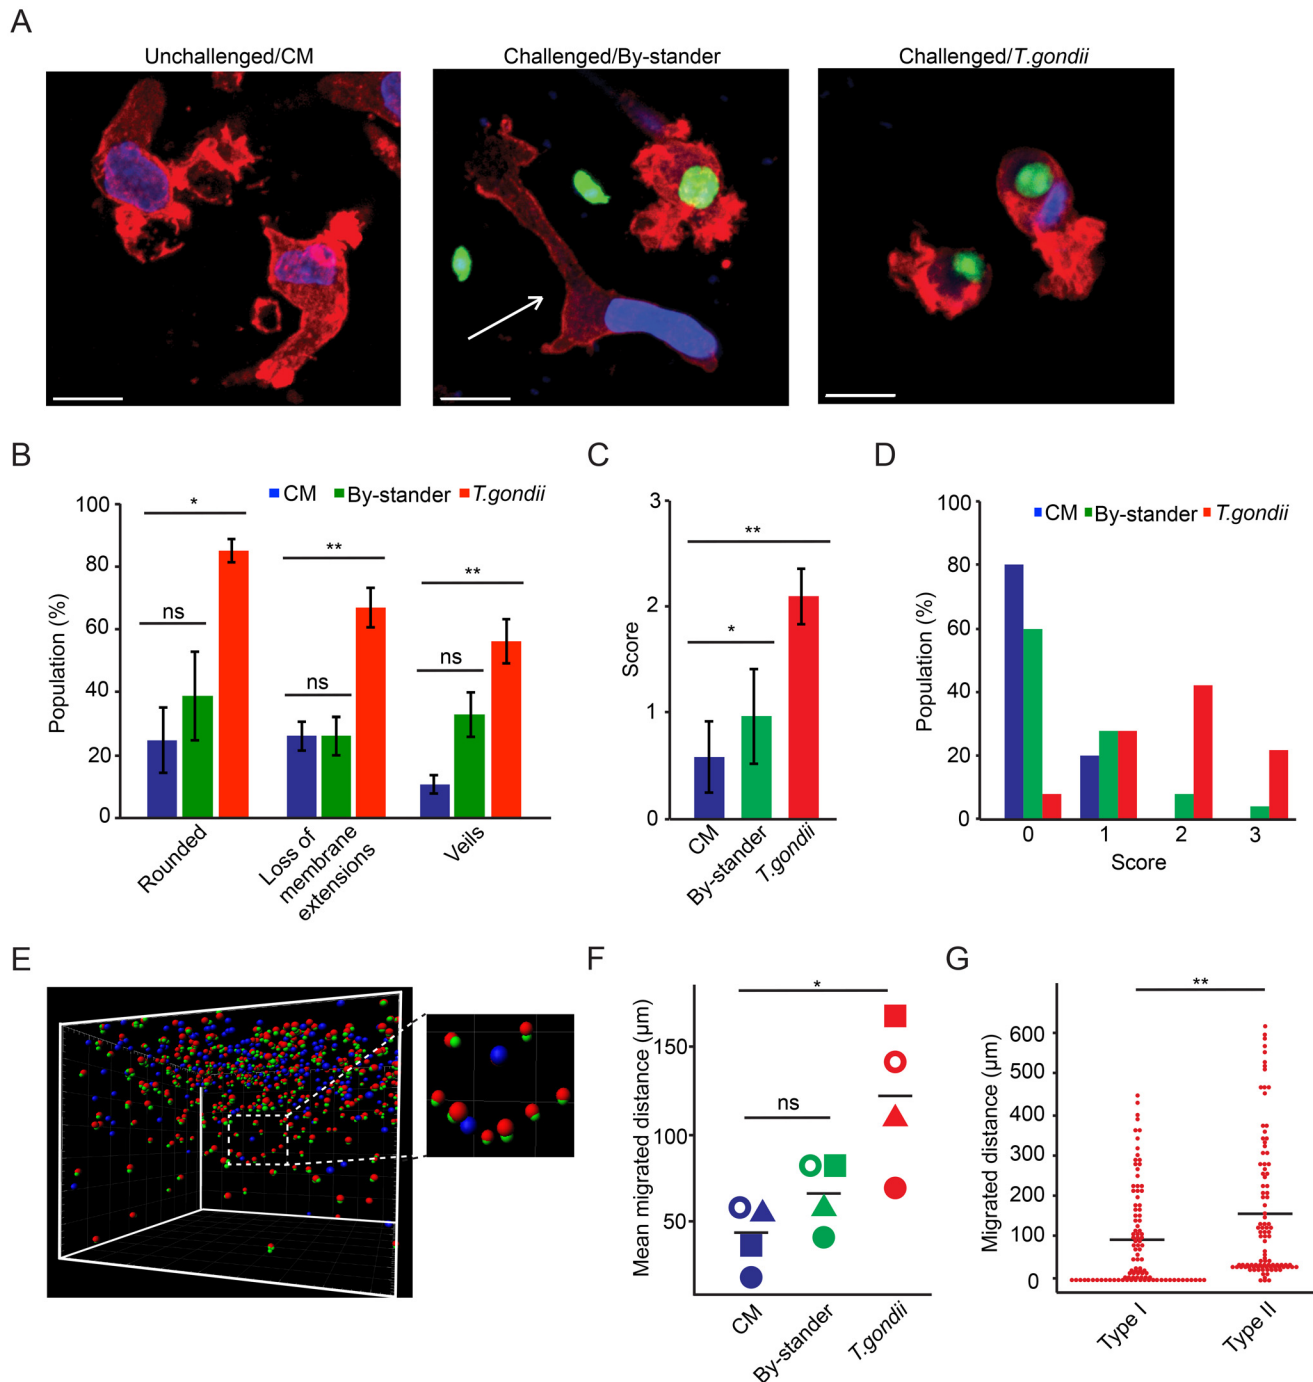 A
Unchallenged/CM
Challenged/By-stander
Challenged/T.gondii
B
CM
By-stander
T.gondii
100
80
60
40
20
0
Population (%)
*
ns
**
ns
**
ns
Rounded
Loss of
membrane
extensions
Veils
C
3
2
1
0
Score
**
*
CM
By-stander
T.gondii
D
CM
By-stander
T.gondii
100
80
60
40
20
0
Population (%)
0
1
2
3
Score
E
F
150
100
50
Mean migrated distance (µm)
*
ns
CM
By-stander
T.gondii
G
600
500
400
300
200
100
0
Migrated distance (µm)
**
Type I
Type II